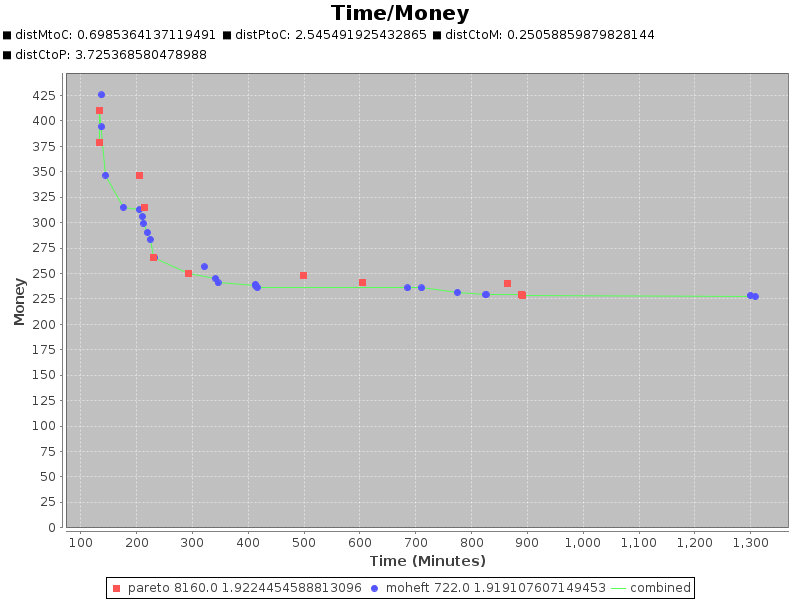 Time/Money
distMtoC: 0.6985364137119491 distPtoC: 2.545491925432865 distCtoM: 0.25058859879828144
distCtoP: 3.725368580478988
425
400
375
350
325
300
275
250
225
200
175
150
125
100
75
50
25
0
Money
100 200 300 400 500 600 700 800 900 1,000 1,100 1,200 1,300
Time (Minutes)
pareto 8160.0 1.9224454588813096 moheft 722.0 1.919107607149453 combined